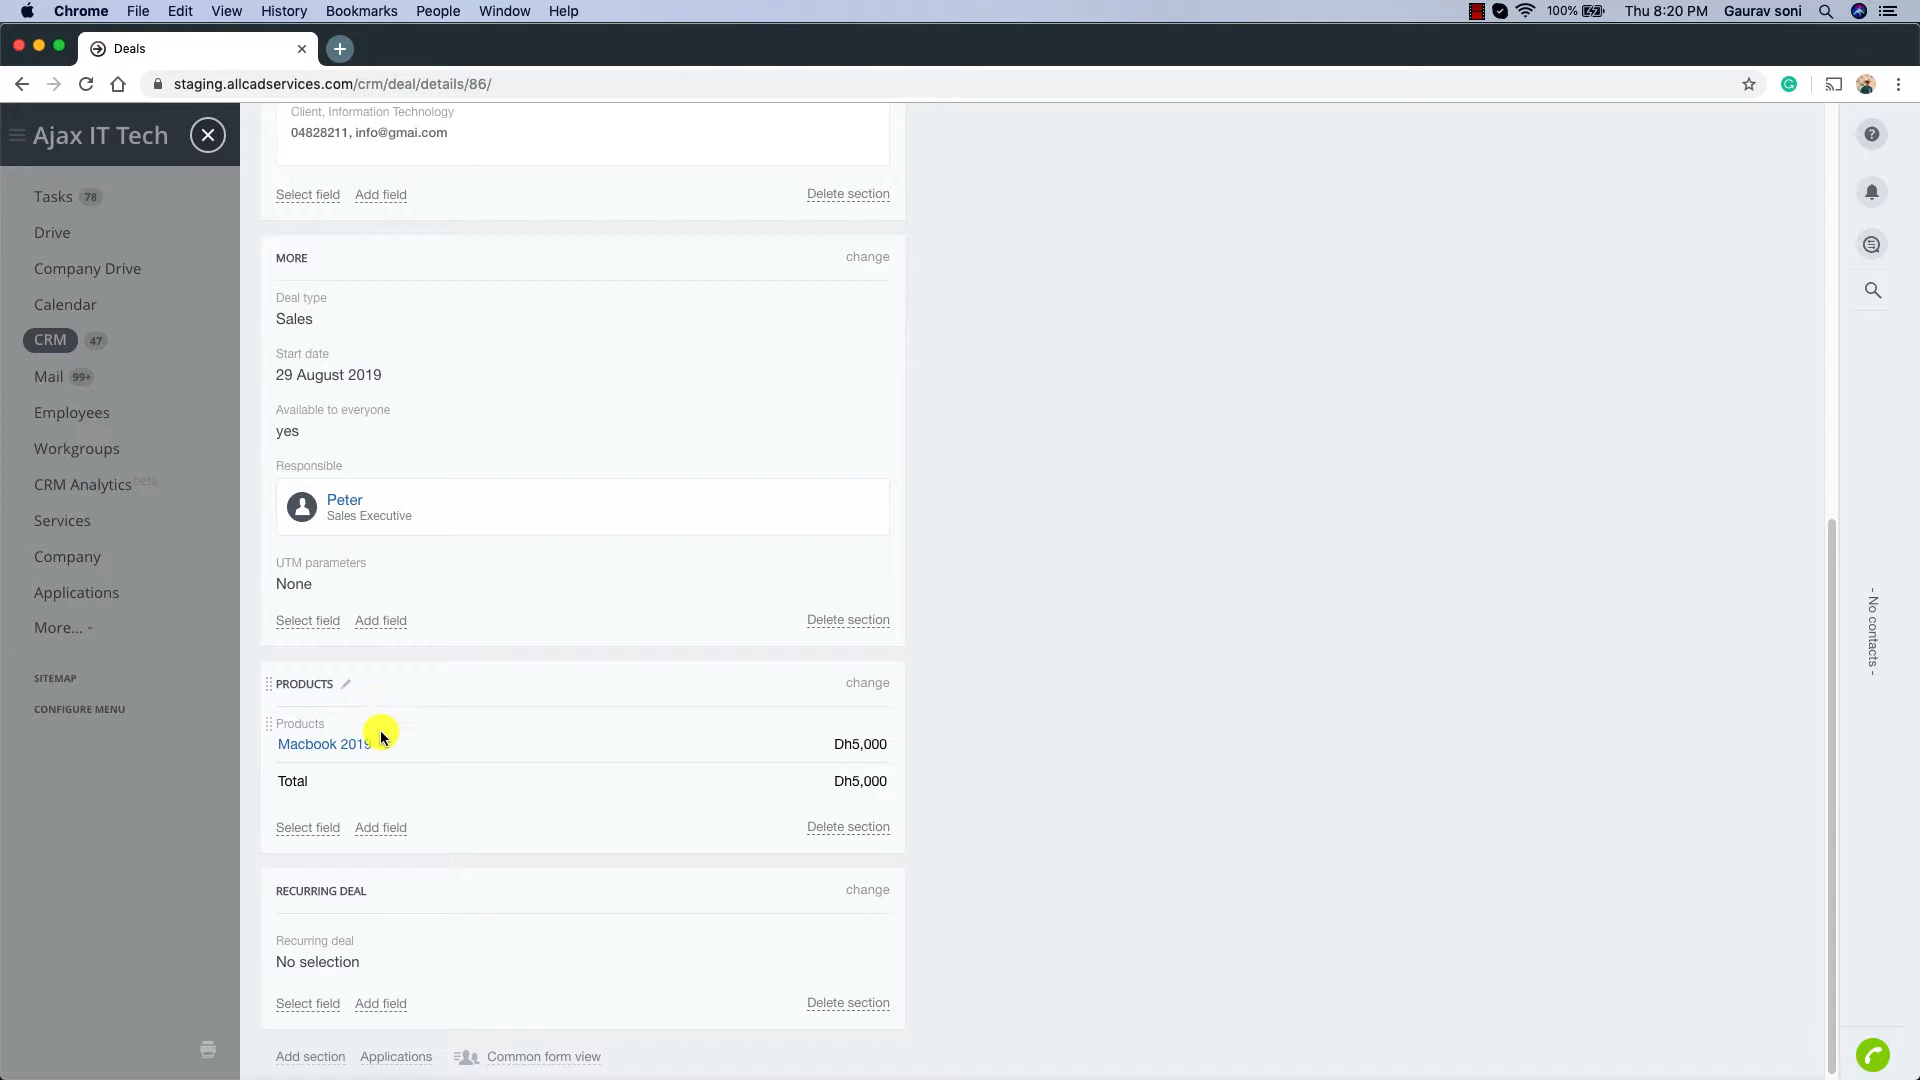 Chrome File Edit View History Bookmarks People Window Help 100% Thu 8:20 PM Gaurav soni
Deals
staging.allcadservices.com/crm/deal/details/86/
Ajax IT Tech
Tasks 78
Drive
Company Drive
Calendar
CRM 47
Mail 99+
Employees
Workgroups
CRM Analytics beta
Services
Company
Applications
More...
SITEMAP
CONFIGURE MENU
Client, Information Technology
04828211, info@gmai.com
Select field Add field Delete section
MORE change
Deal type
Sales
Start date
29 August 2019
Available to everyone
yes
Responsible
Peter
Sales Executive
UTM parameters
None
Select field Add field Delete section
PRODUCTS change
Products
Macbook 2019 Dh5,000
Total Dh5,000
Select field Add field Delete section
RECURRING DEAL change
Recurring deal
No selection
Select field Add field Delete section
Add section Applications Common form view
- No contacts -